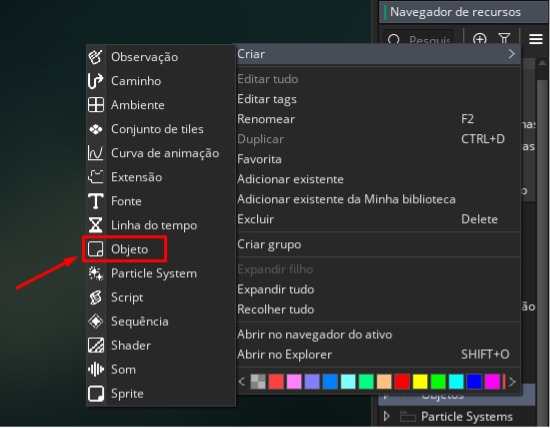 Navegador de recursos
Criar
Editar tudo
Editar tags
Renomear F2
Duplicar CTRL+D
Favorita
Adicionar existente
Adicionar existente da Minha biblioteca
Excluir Delete
Criar grupo
Expandir filho
Expandir tudo
Recolher tudo
Abrir no navegador do ativo
Abrir no Explorer SHIFT+O
Observação
Caminho
Ambiente
Conjunto de tiles
Curva de animação
Extensão
Fonte
Linha do tempo
Objeto
Particle System
Script
Sequência
Shader
Som
Sprite
Objetos
Particle Systems